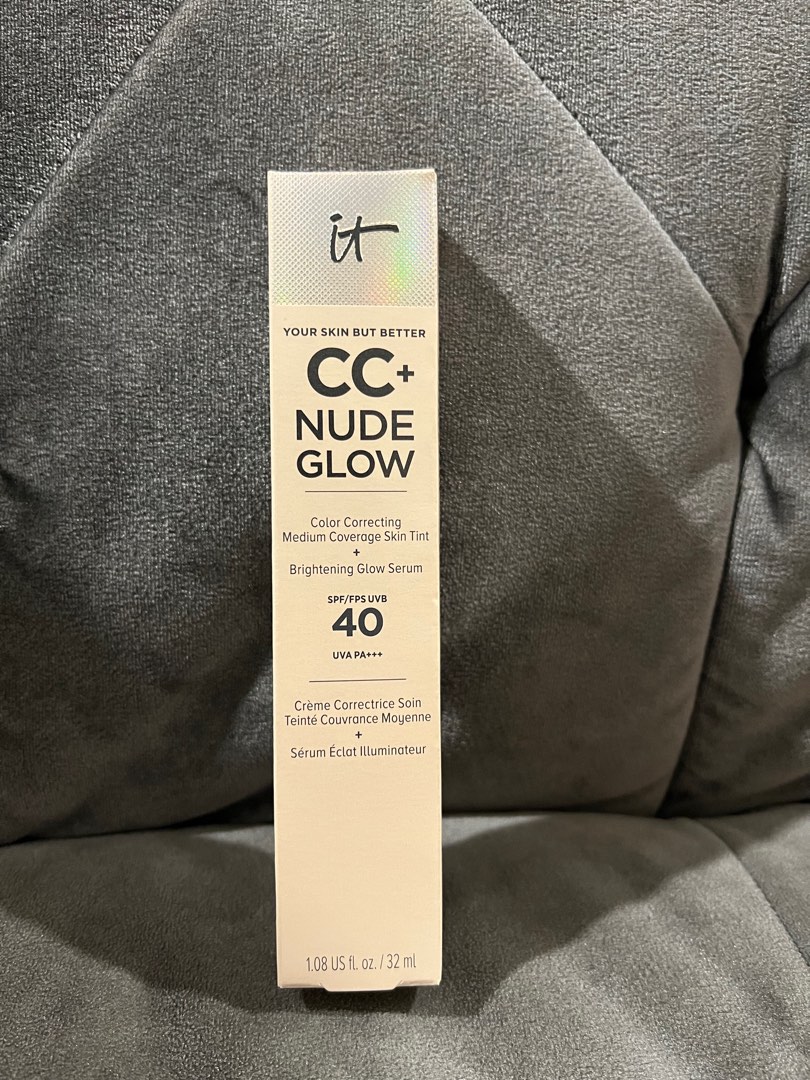 it
YOUR SKIN BUT BETTER
CC+
NUDE
GLOW
Color Correcting
Medium Coverage Skin Tint
+
Brightening Glow Serum
SPF/FPS UVB
40
UVA PA+++
Crème Correctrice Soin
Teinté Couvrance Moyenne
+
Sérum Éclat Illuminateur
1.08 US fl. oz. / 32 ml